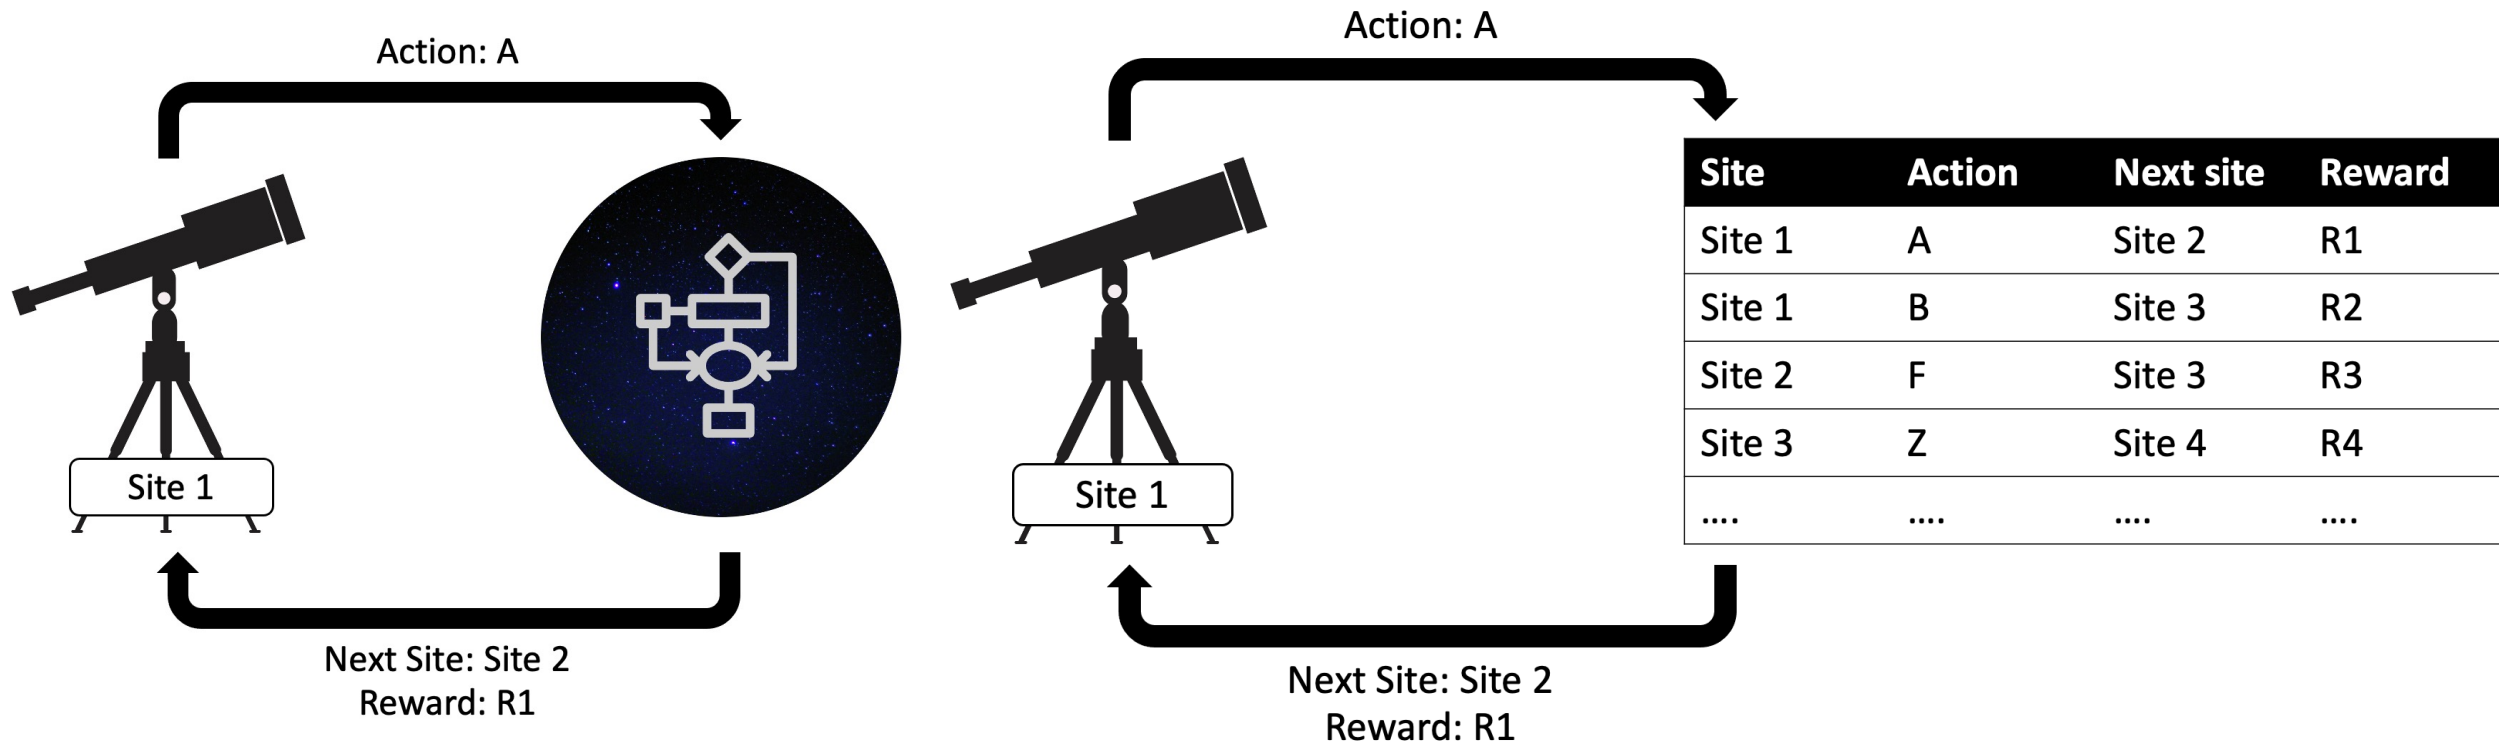 Action: A
Site 1
Next Site: Site 2
Reward: R1
Action: A
Site 1
Next Site: Site 2
Reward: R1
Site Action Next site Reward
Site 1 A Site 2 R1
Site 1 B Site 3 R2
Site 2 F Site 3 R3
Site 3 Z Site 4 R4
.... .... .... ....